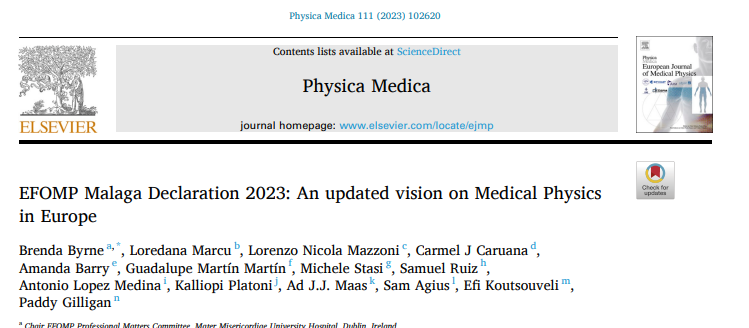 Physica Medica 111 (2023) 102620
Contents lists available at ScienceDirect
Physica Medica
journal homepage: www.elsevier.com/locate/ejmp
ELSEVIER
Physica
Medica
European Journal
of Medical Physics
Check for
updates
EFOMP Malaga Declaration 2023: An updated vision on Medical Physics
in Europe
Brenda Byrne a,*, Loredana Marcu b, Lorenzo Nicola Mazzoni c, Carmel J Caruana d,
Amanda Barry e, Guadalupe Martín Martín f, Michele Stasi g, Samuel Ruiz h,
Antonio Lopez Medina i, Kalliopi Platoni j, Ad J.J. Maas k, Sam Agius l, Efi Koutsouveli m,
Paddy Gilligan n
a Chair EFOMP Professional Matters Committee, Mater Misericordiae University Hospital, Dublin, Ireland